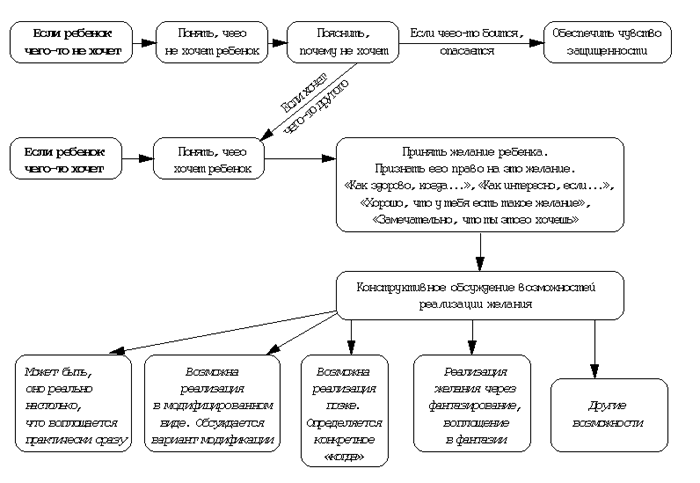 Если ребенок
чего-то не хочет
Понять, чего
не хочет ребенок
Пояснить,
почему не хочет
Если чего-то боится,
опасается
Обеспечить чувство
защищенности
Если хочет
чего-то другого
Если ребенок
чего-то хочет
Понять, чего
хочет ребенок
Принять желание ребенка.
Признать его право на это желание.
«Как здорово, когда...», «Как интересно, если...»,
«Хорошо, что у тебя есть такое желание»,
«Замечательно, что ты этого хочешь»
Конструктивное обсуждение возможностей
реализации желания
Может быть,
оно реально
настолько,
что воплощается
практически сразу
Возможна
реализация
в модифицированном
виде. Обсуждается
вариант модификации
Возможна
реализация
позже.
Определяется
конкретное
«когда»
Реализация
желания через
фантазирование,
воплощение
в фантазии
Другие
возможности